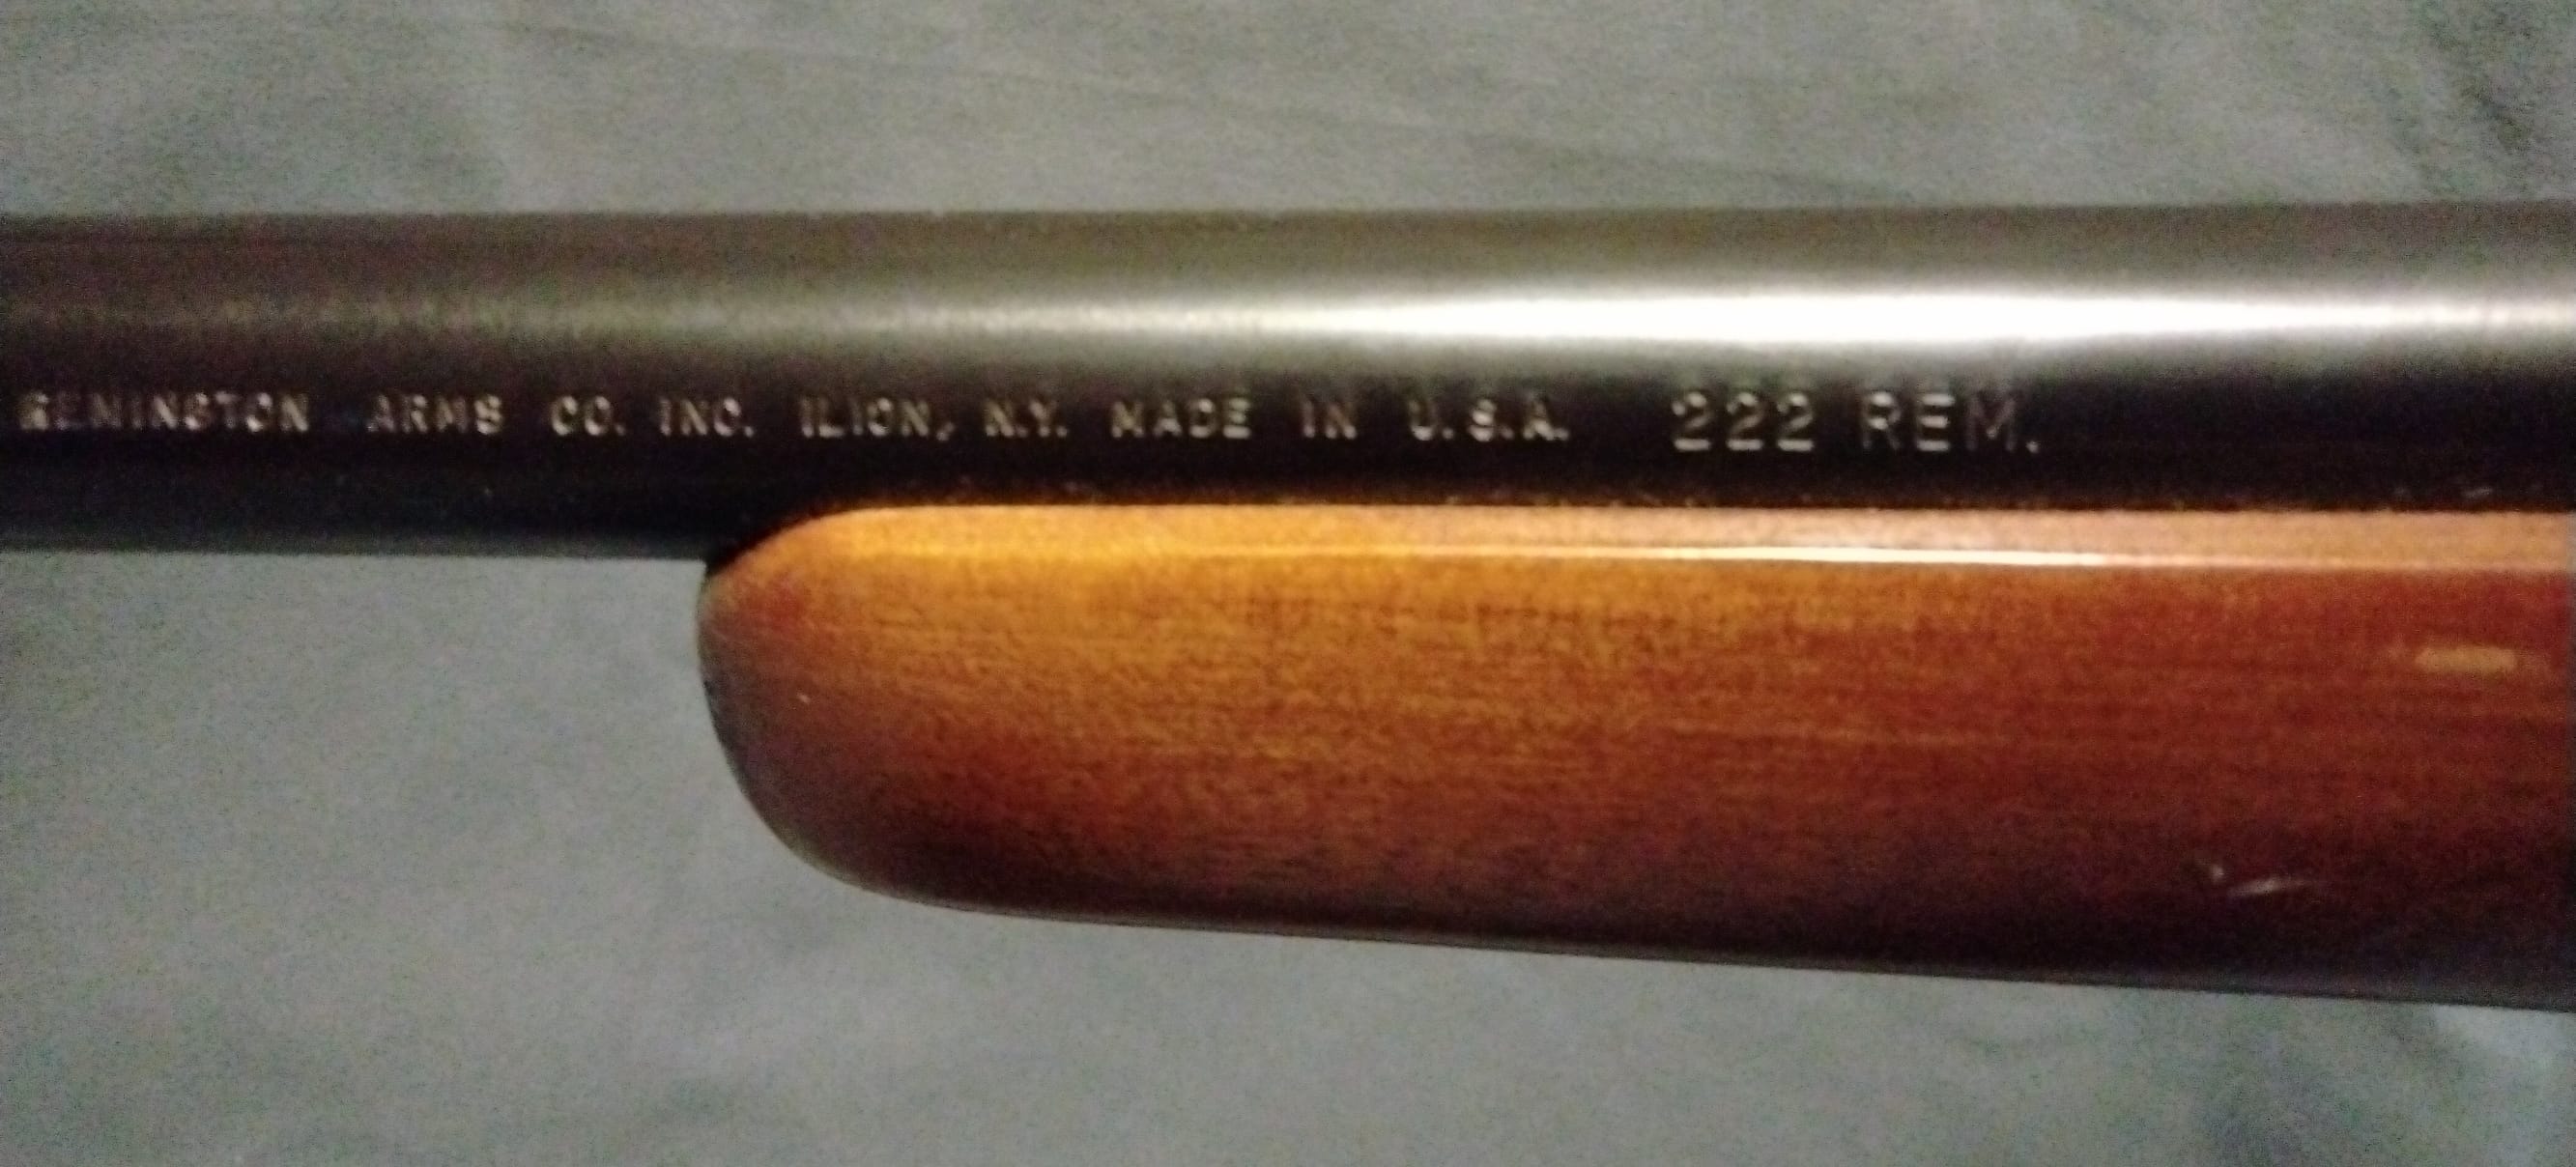 REMINGTON ARMS CO. INC. ILION, N.Y. MADE IN U.S.A. 222 REM.